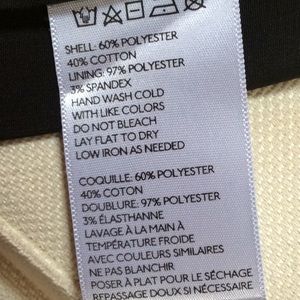 SHELL: 60% POLYESTER
40% COTTON
LINING: 97% POLYESTER
3% SPANDEX
HAND WASH COLD
WITH LIKE COLORS
DO NOT BLEACH
LAY FLAT TO DRY
LOW IRON AS NEEDED
COQUILLE: 60% POLYESTER
40% COTON
DOUBLURE: 97% POLYESTER
3% ÉLASTHANNE
LAVAGE À LA MAIN À
TEMPÉRATURE FROIDE
AVEC COULEURS SIMILAIRES
NE PAS BLANCHIR
POSER À PLAT POUR LE SÉCHAGE
REPASSAGE DOUX SI NÉCESSAIRE